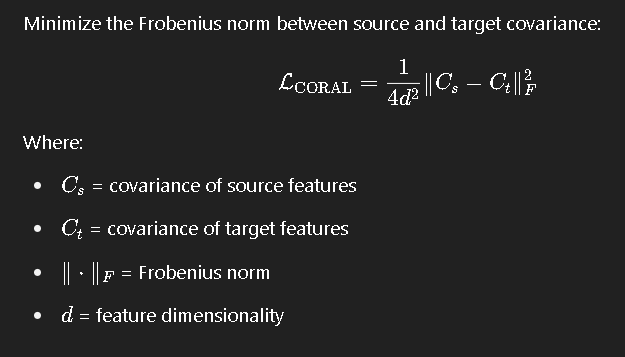 Minimize the Frobenius norm between source and target covariance:
$\mathcal{L}_{\mathrm{CORAL}} = \frac{1}{4d^2} \| C_s - C_t \|_F^2$
Where:
• $C_s$ = covariance of source features
• $C_t$ = covariance of target features
• $\| \cdot \|_F$ = Frobenius norm
• $d$ = feature dimensionality